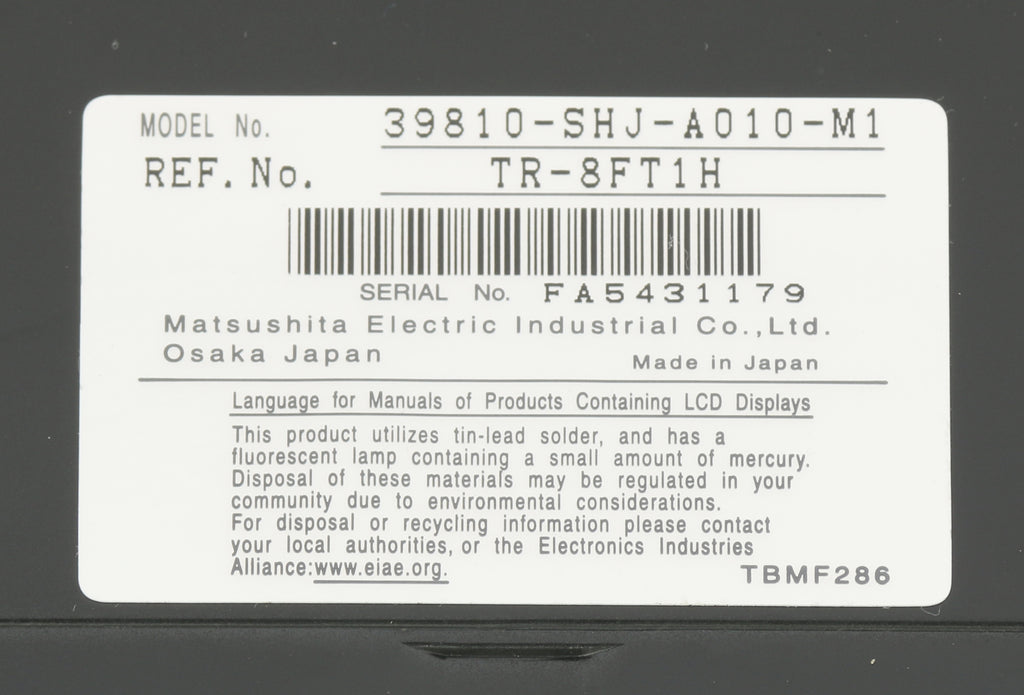 MODEL No. 39810-SHJ-A010-M1
REF. No. TR-8FT1H
SERIAL No. FA5431179
Matsushita Electric Industrial Co.,Ltd.
Osaka Japan Made in Japan
Language for Manuals of Products Containing LCD Displays
This product utilizes tin-lead solder, and has a
fluorescent lamp containing a small amount of mercury.
Disposal of these materials may be regulated in your
community due to environmental considerations.
For disposal or recycling information please contact
your local authorities, or the Electronics Industries
Alliance:www.eiae.org.
TBMF286